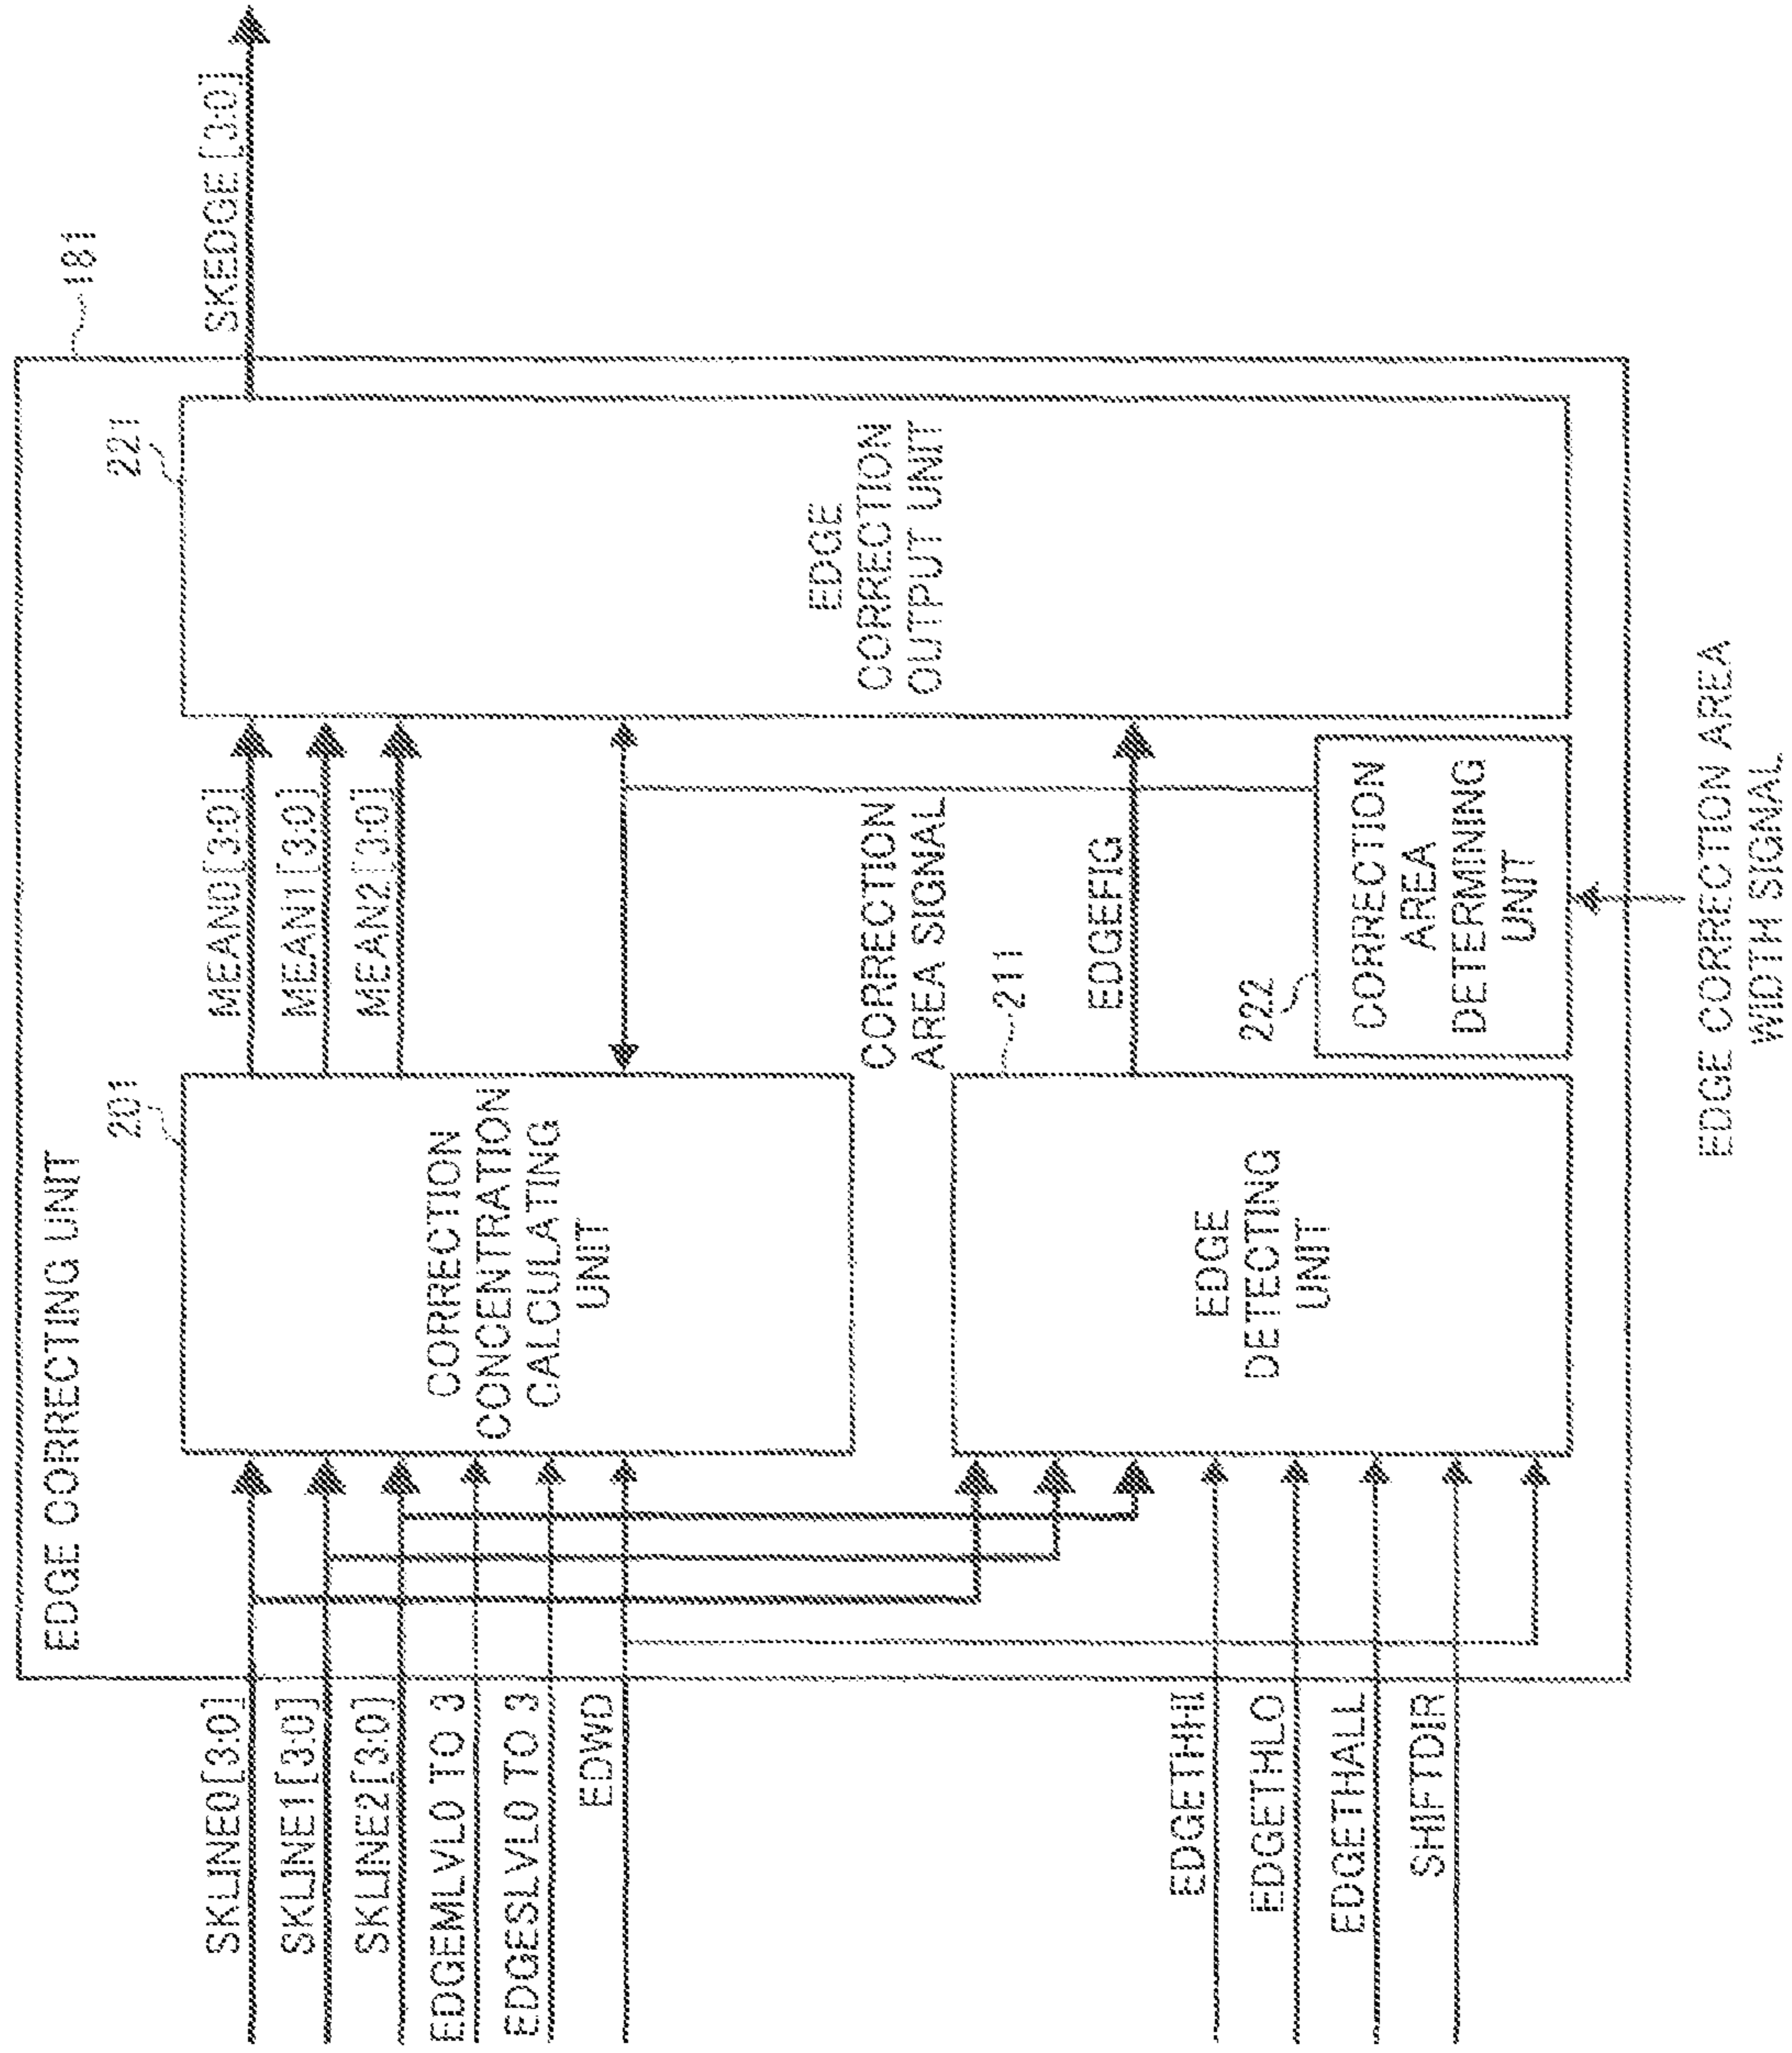 EDGE CORRECTING UNIT
181
SKLINE0[3:0]
SKLINE1[3:0]
SKLINE2[3:0]
EDGEMLVL0 TO 3
EDGESLVL0 TO 3
EDWD
EDGETHHI
EDGETHLO
EDGETHALL
SHIFTDIR
201
CORRECTION
CONCENTRATION
CALCULATING
UNIT
211
EDGE
DETECTING
UNIT
MEAN0[3:0]
MEAN1[3:0]
MEAN2[3:0]
CORRECTION
AREA SIGNAL
EDGEFIG
222
CORRECTION
AREA
DETERMINING
UNIT
EDGE CORRECTION AREA
WIDTH SIGNAL
221
EDGE
CORRECTION
OUTPUT UNIT
SKEDGE[3:0]